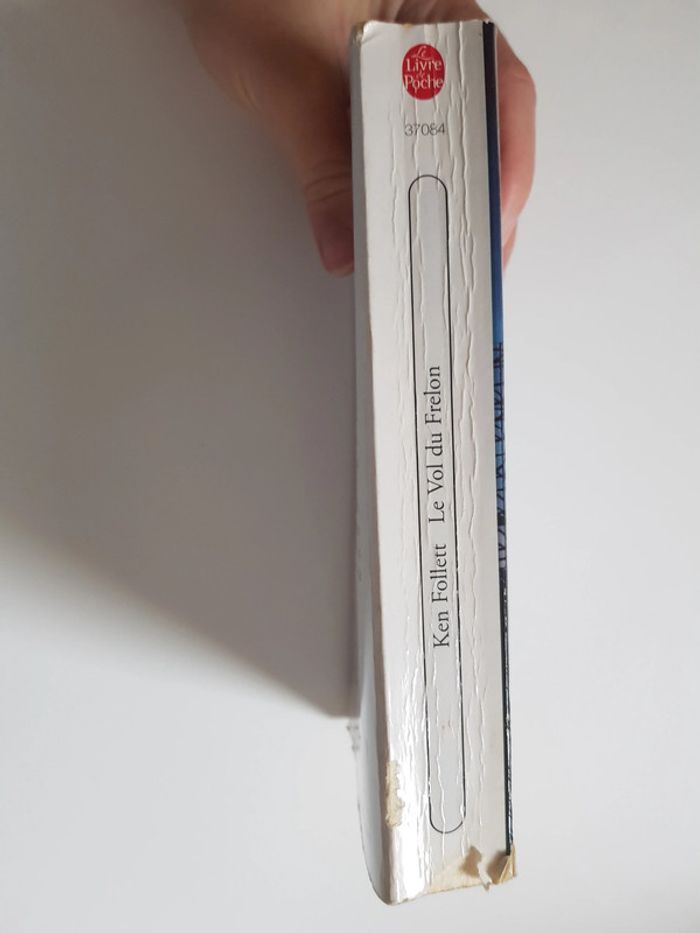 Le
Livre
de
Poche
37084
Ken Follett Le Vol du Frelon